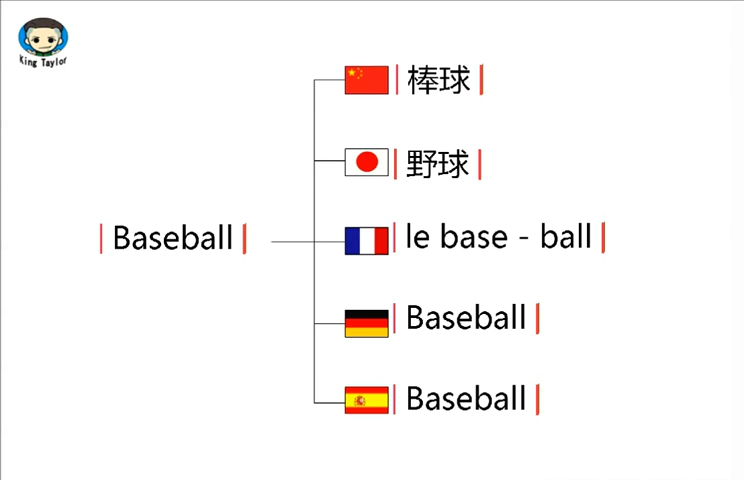 King Taylor
棒球
野球
Baseball
le base - ball
Baseball
Baseball